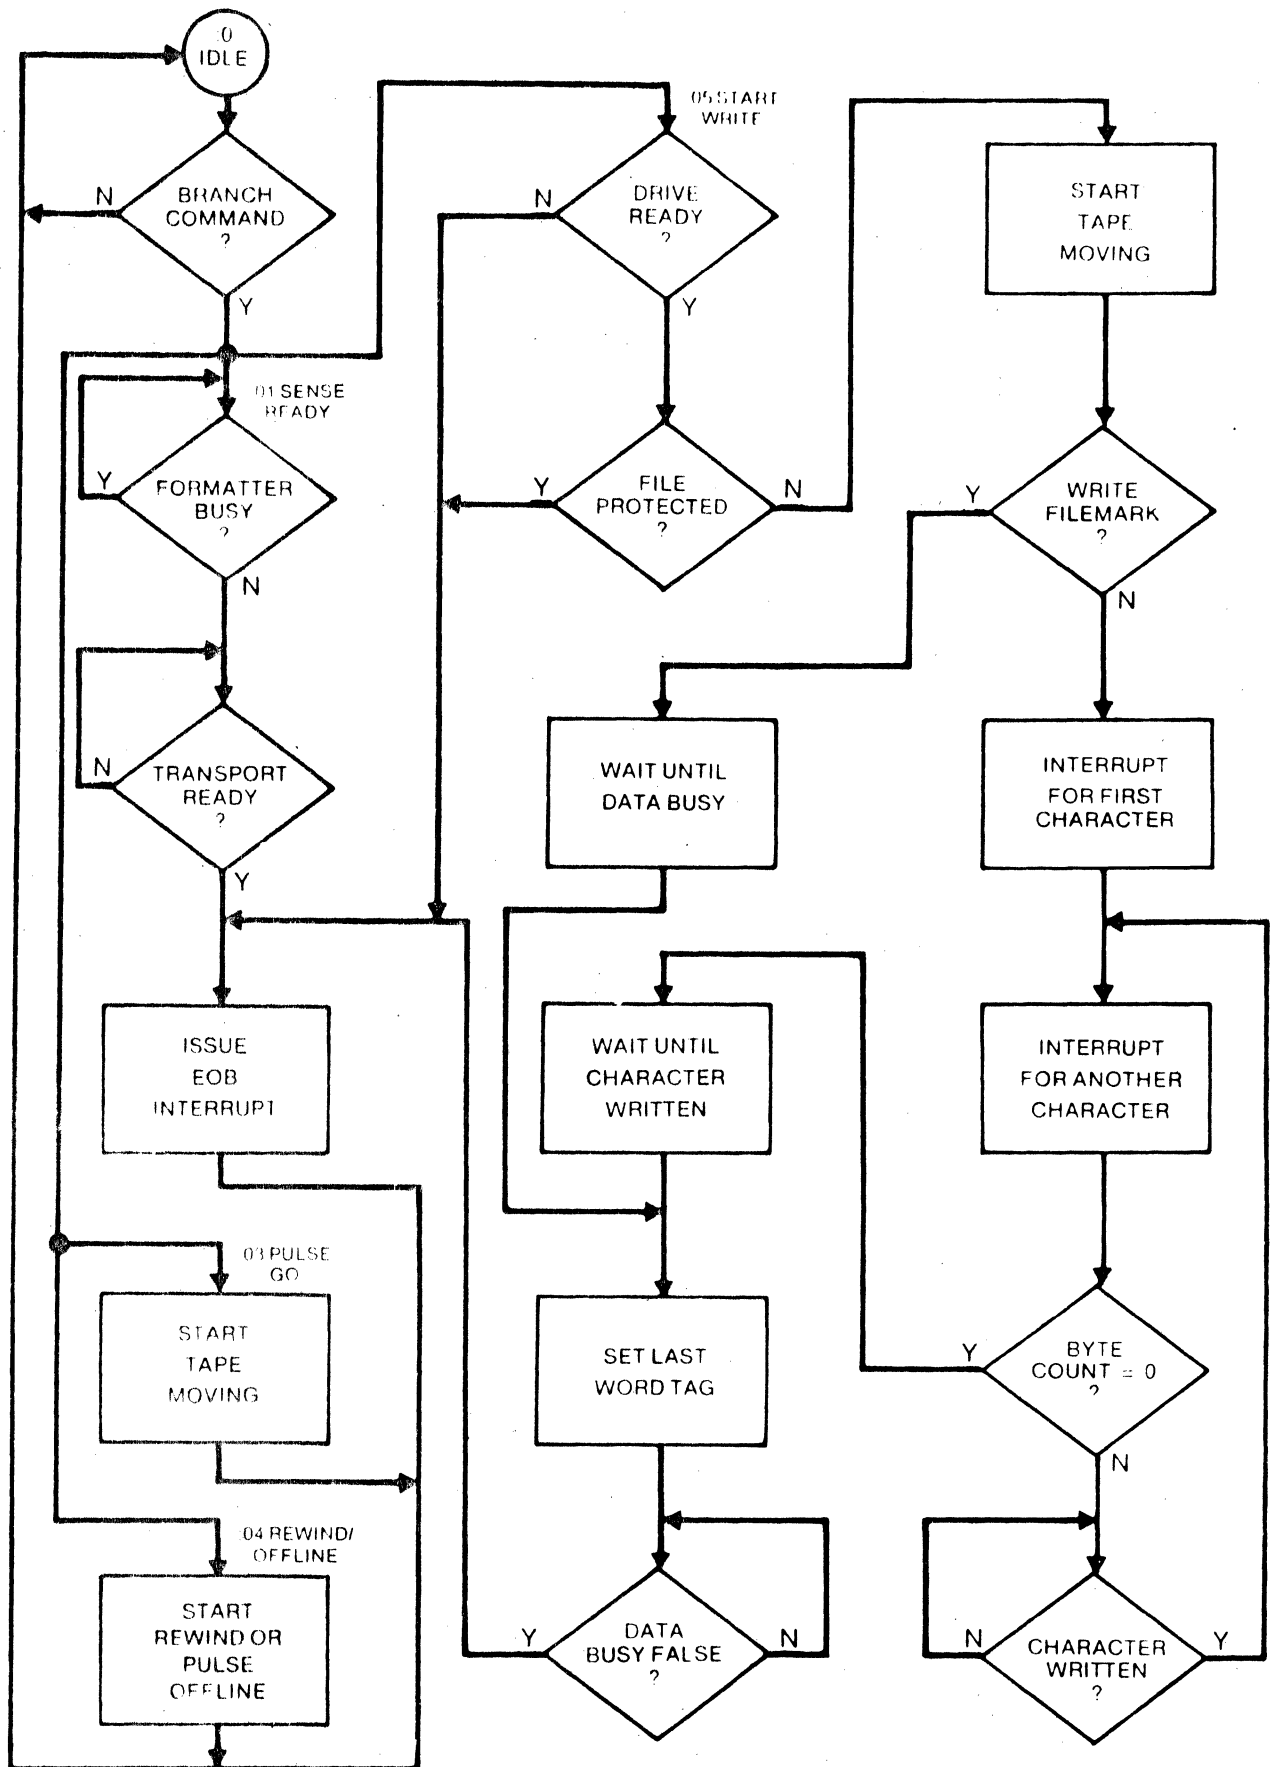 :0
IDLE
N
BRANCH
COMMAND
?
Y
01 SENSE
READY
Y
FORMATTER
BUSY
?
N
N
TRANSPORT
READY
?
Y
ISSUE
EOB
INTERRUPT
03 PULSE
GO
START
TAPE
MOVING
04 REWIND/
OFFLINE
START
REWIND OR
PULSE
OFFLINE
05 START
WRITE
N
DRIVE
READY
?
Y
Y
FILE
PROTECTED
?
N
WAIT UNTIL
DATA BUSY
WAIT UNTIL
CHARACTER
WRITTEN
SET LAST
WORD TAG
Y
DATA
BUSY FALSE
?
N
START
TAPE
MOVING
Y
WRITE
FILEMARK
?
N
INTERRUPT
FOR FIRST
CHARACTER
INTERRUPT
FOR ANOTHER
CHARACTER
Y
BYTE
COUNT = 0
?
N
N
CHARACTER
WRITTEN
?
Y